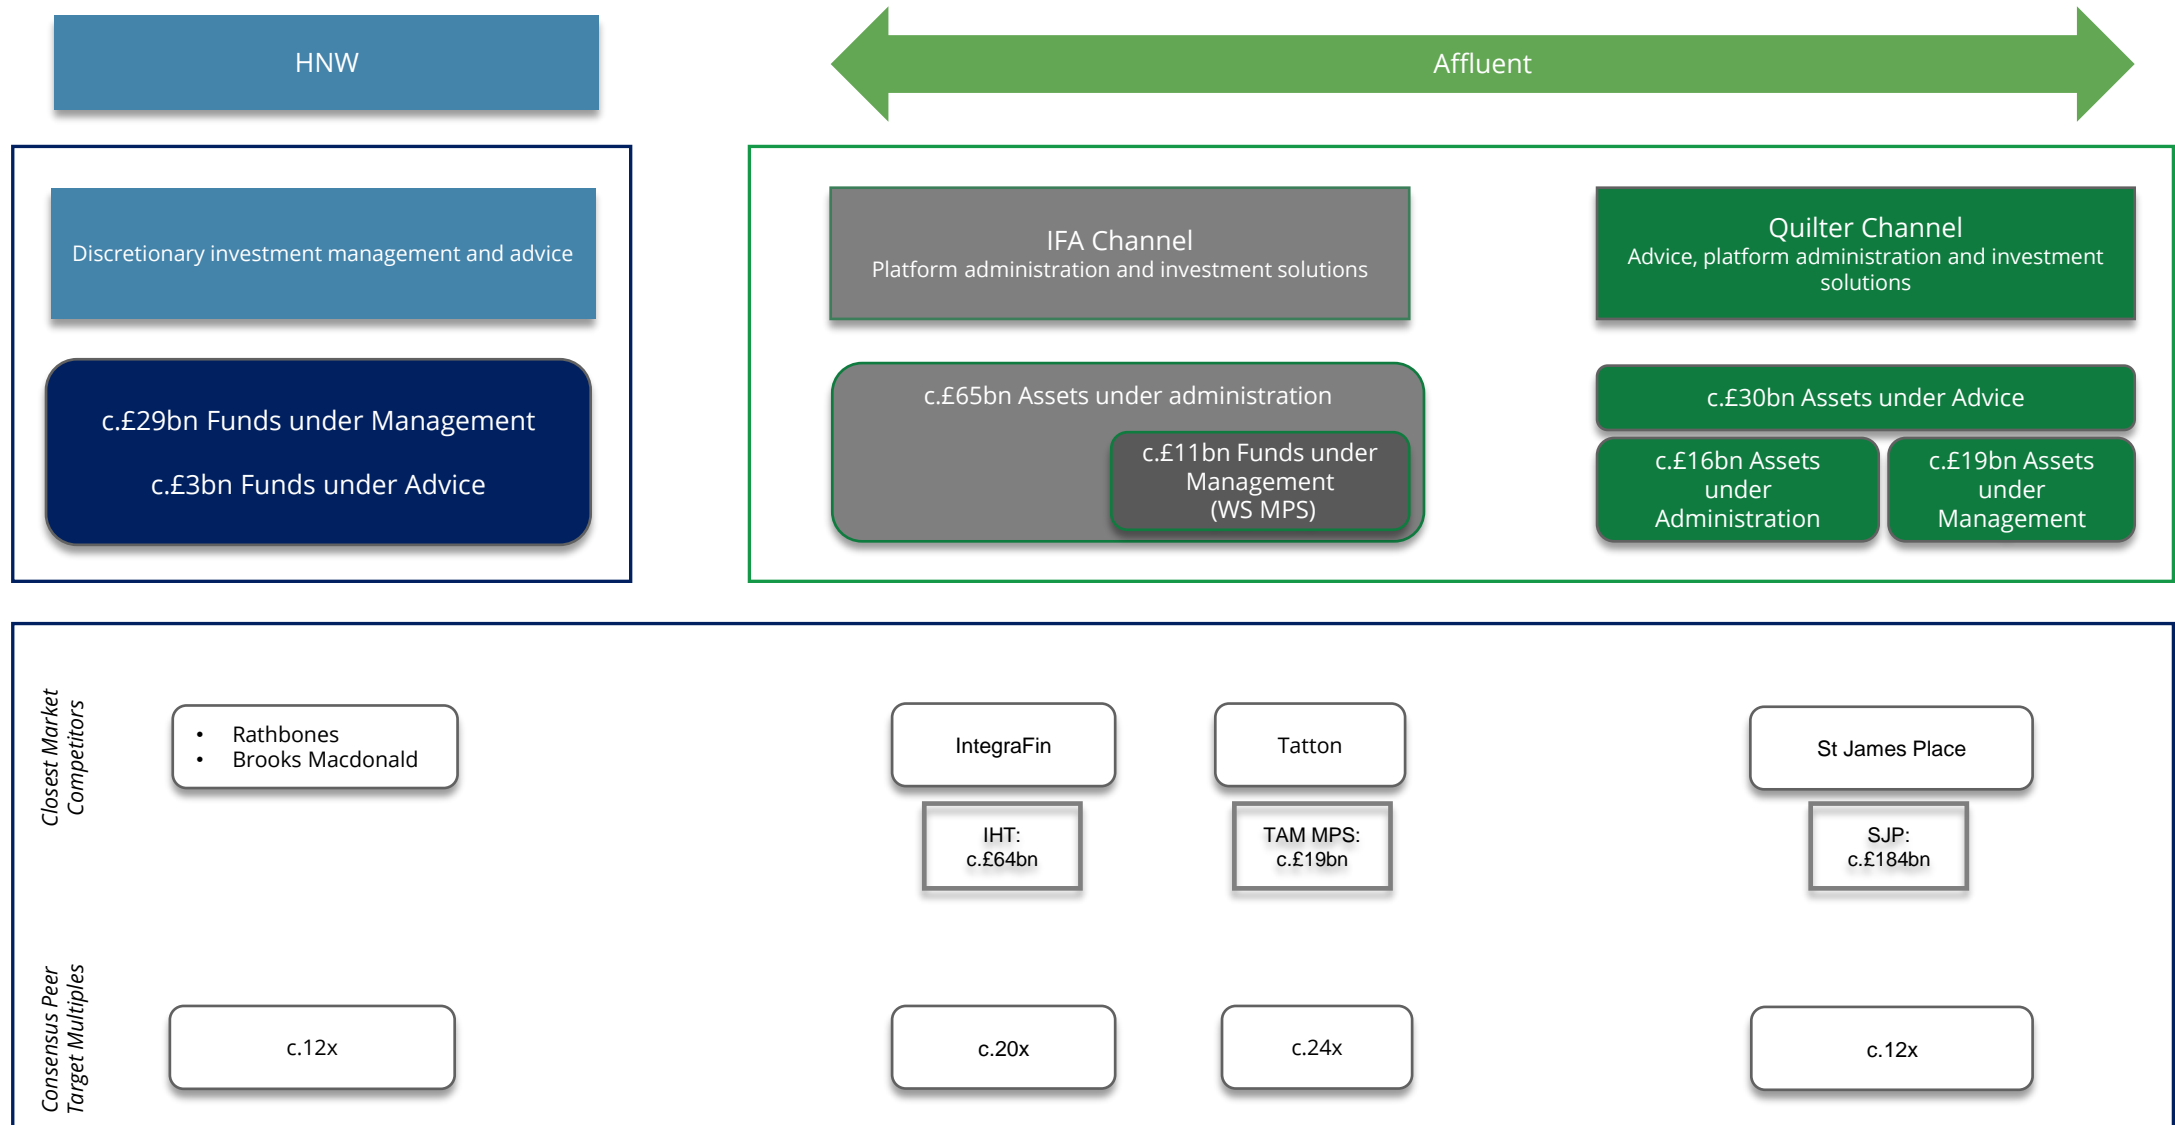 HNW
Affluent
Discretionary investment management and advice
IFA Channel
Platform administration and investment solutions
Quilter Channel
Advice, platform administration and investment
solutions
c.£29bn Funds under Management
c.£3bn Funds under Advice
c.£65bn Assets under administration
c.£11bn Funds under
Management
(WS MPS)
c.£30bn Assets under Advice
c.£16bn Assets
under
Administration
c.£19bn Assets
under
Management
Closest Market
Competitors
• Rathbones
• Brooks Macdonald
IntegraFin
Tatton
St James Place
IHT:
c.£64bn
TAM MPS:
c.£19bn
SJP:
c.£184bn
Consensus Peer
Target Multiples
c.12x
c.20x
c.24x
c.12x